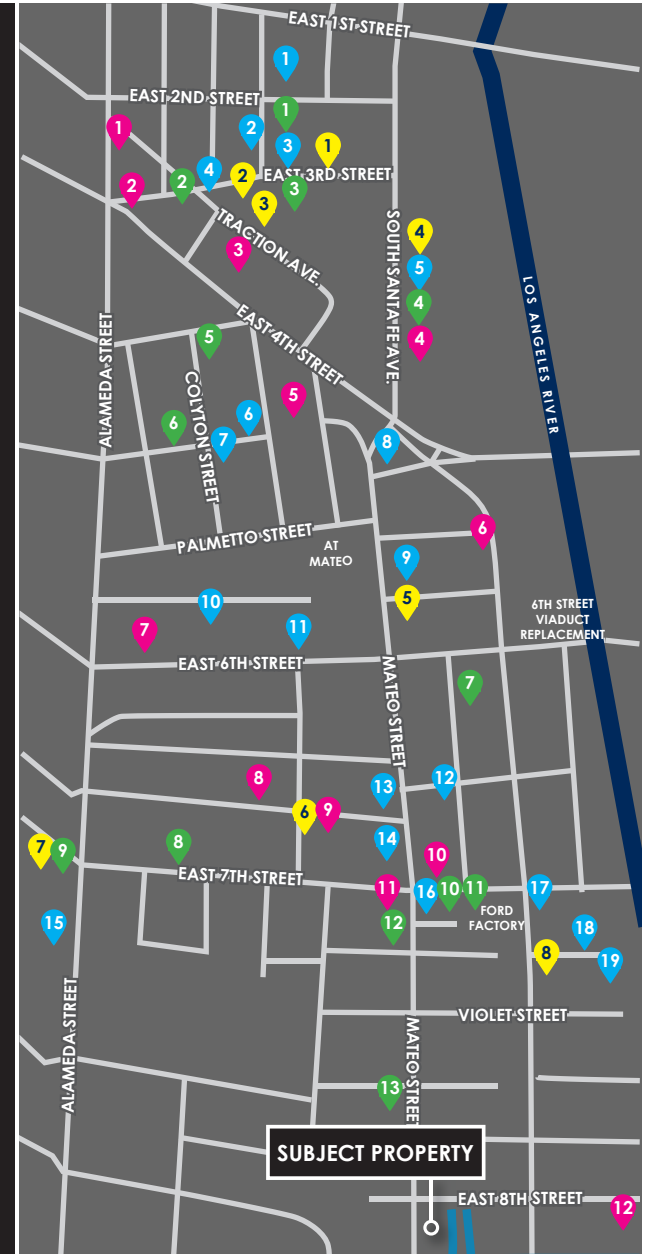 EAST 1ST STREET
1
EAST 2ND STREET
1
1
2
3
1
4
2
EAST 3RD STREET
2
2
3
3
TRACTION AVE.
3
SOUTH SANTA FE AVE.
4
5
4
4
LOS ANGELES RIVER
EAST 4TH STREET
ALAMEDA STREET
5
COLYTON STREET
5
6
6
7
8
PALMETTO STREET
AT
MATEO
6
9
5
10
7
11
6TH STREET
VIADUCT
REPLACEMENT
EAST 6TH STREET
MATEO STREET
7
8
13
12
6
9
14
7
9
8
10
EAST 7TH STREET
11
16
10
11
17
FORD
FACTORY
12
15
18
8
19
ALAMEDA STREET
VIOLET STREET
MATEO STREET
13
SUBJECT PROPERTY
EAST 8TH STREET
12